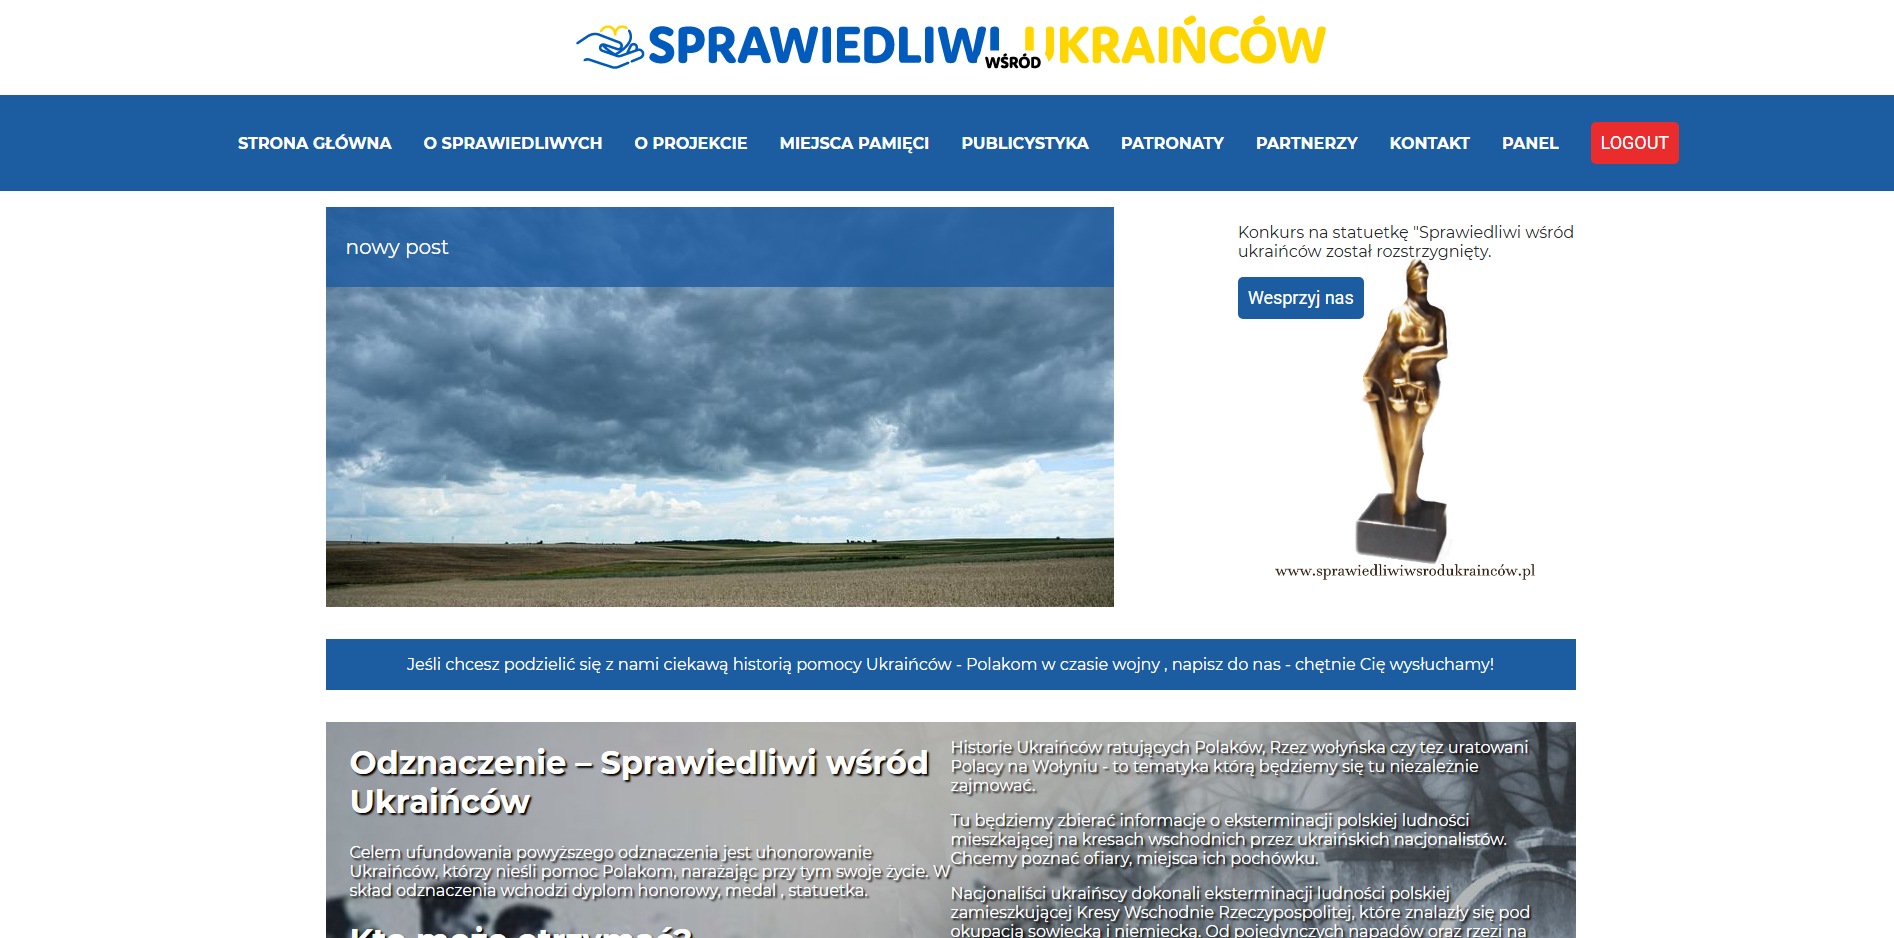 SPRAWIEDLIWI WŚRÓD UKRAIŃCÓW
STRONA GŁÓWNA O SPRAWIEDLIWYCH O PROJEKCIE MIEJSCA PAMIĘCI PUBLICYSTYKA PATRONATY PARTNERZY KONTAKT PANEL LOGOUT
nowy post
Konkurs na statuetkę "Sprawiedliwi wśród
ukraińców został rozstrzygnięty.
Wesprzyj nas
www.sprawiedliwiwsrodukrainców.pl
Jeśli chcesz podzielić się z nami ciekawą historią pomocy Ukraińców - Polakom w czasie wojny , napisz do nas - chętnie Cię wysłuchamy!
Odznaczenie – Sprawiedliwi wśród
Ukraińców
Celem ufundowania powyższego odznaczenia jest uhonorowanie
Ukraińców, którzy nieśli pomoc Polakom, narażając przy tym swoje życie. W
skład odznaczenia wchodzi dyplom honorowy, medal , statuetka.
Kto może otrzymać?
Historie Ukraińców ratujących Polaków, Rzez wołyńska czy tez uratowani
Polacy na Wołyniu - to tematyka którą będziemy się tu niezależnie
zajmować.
Tu będziemy zbierać informacje o eksterminacji polskiej ludności
mieszkającej na kresach wschodnich przez ukraińskich nacjonalistów.
Chcemy poznać ofiary, miejsca ich pochówku.
Nacjonaliści ukraińscy dokonali eksterminacji ludności polskiej
zamieszkującej Kresy Wschodnie Rzeczypospolitej, które znalazły się pod
okupacją sowiecką i niemiecką. Od pojedynczych napadów oraz rzezi na